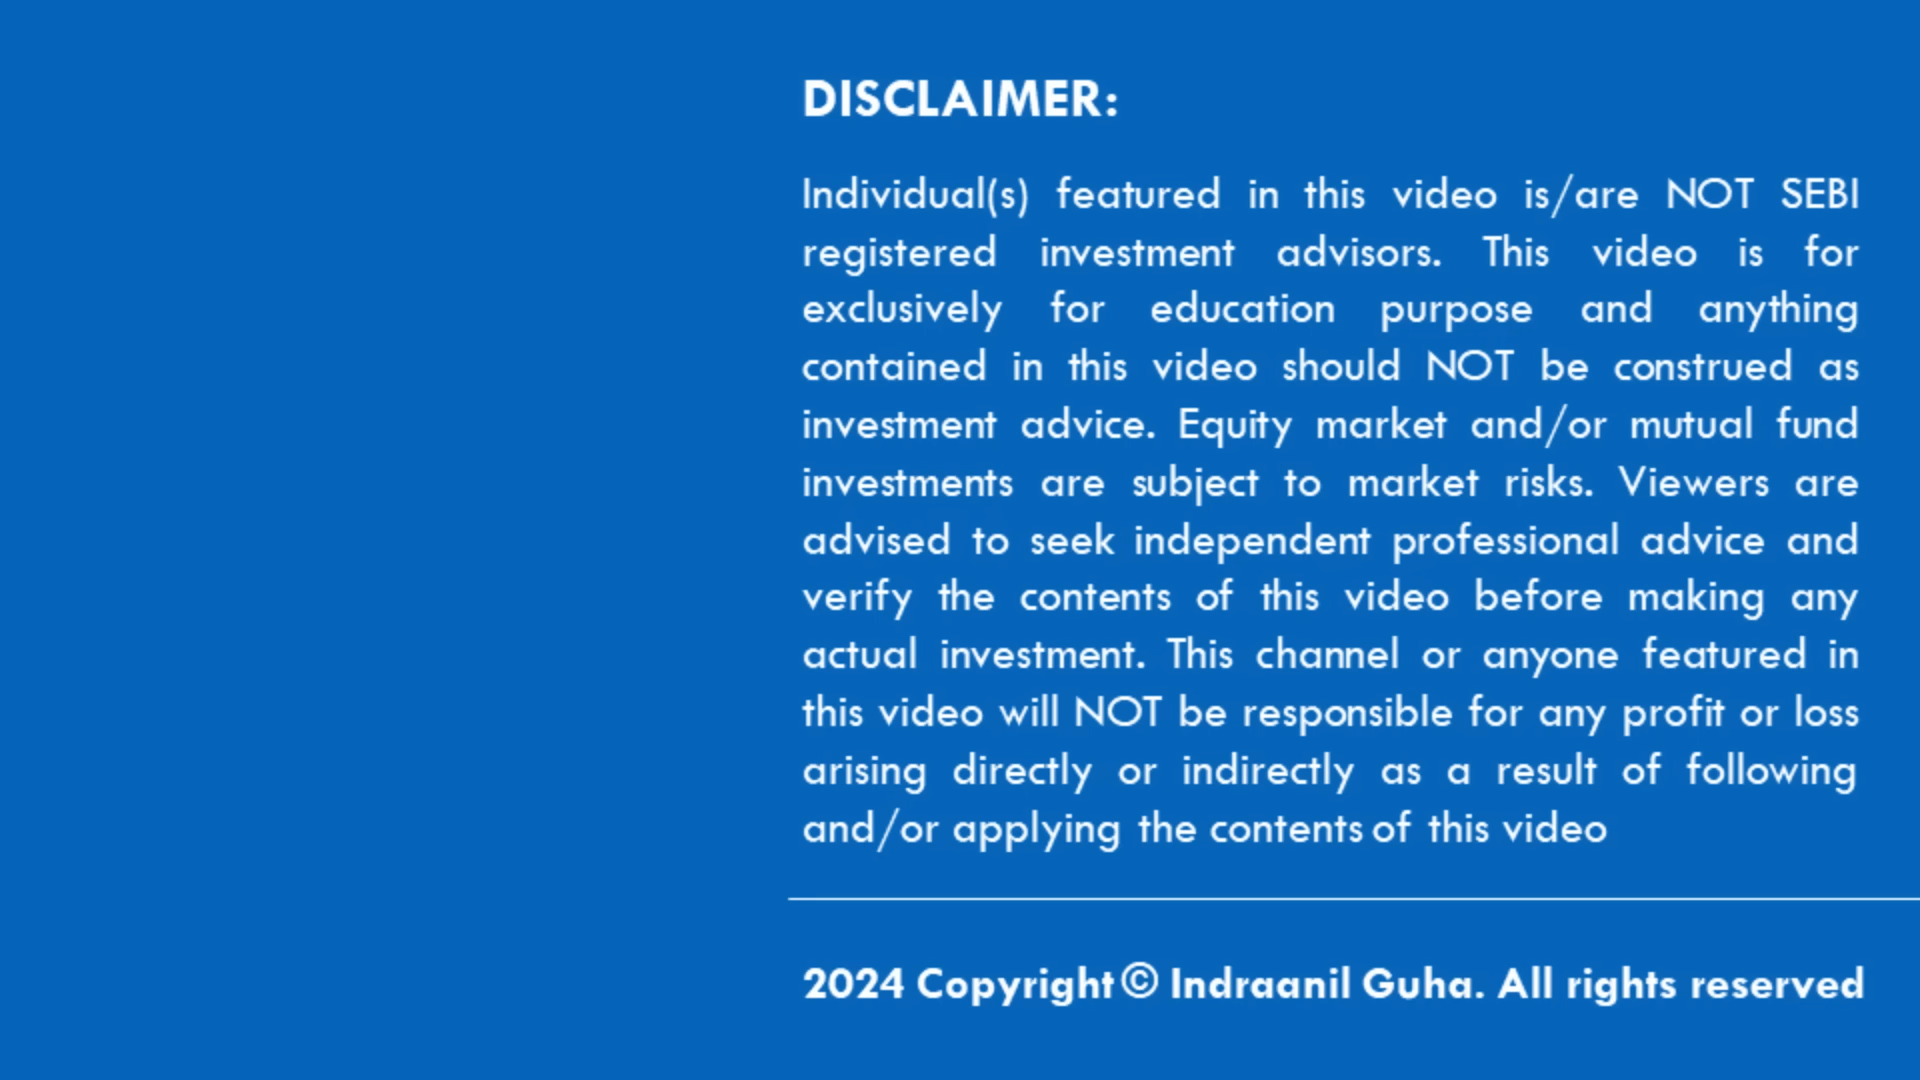 DISCLAIMER:
Individual(s) featured in this video is/are NOT SEBI
registered investment advisors. This video is for
exclusively for education purpose and anything
contained in this video should NOT be construed as
investment advice. Equity market and/or mutual fund
investments are subject to market risks. Viewers are
advised to seek independent professional advice and
verify the contents of this video before making any
actual investment. This channel or anyone featured in
this video will NOT be responsible for any profit or loss
arising directly or indirectly as a result of following
and/or applying the contents of this video
2024 Copyright© Indraanil Guha. All rights reserved